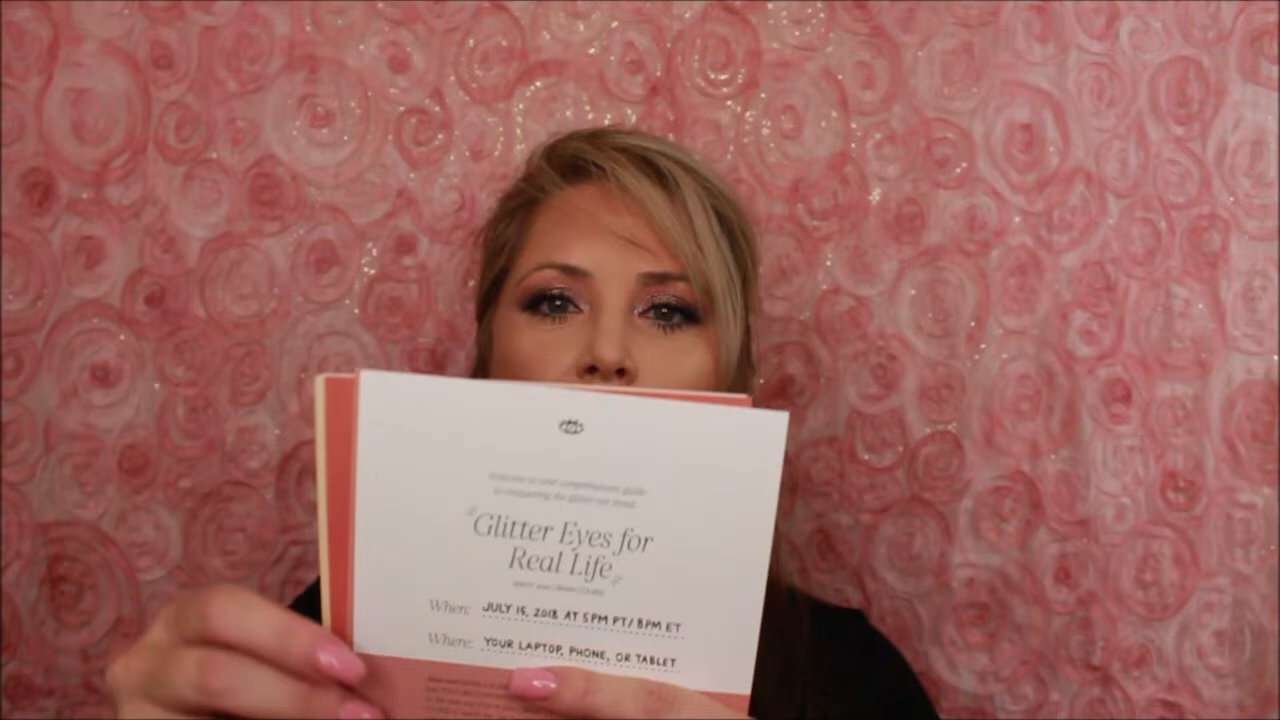 Welcome to your comprehensive guide
to conquering the glitter-eye trend.
"Glitter Eyes for
Real Life"
When: JULY 15, 2018 AT 5PM PT/8PM ET
Where: YOUR LAPTOP, PHONE, OR TABLET